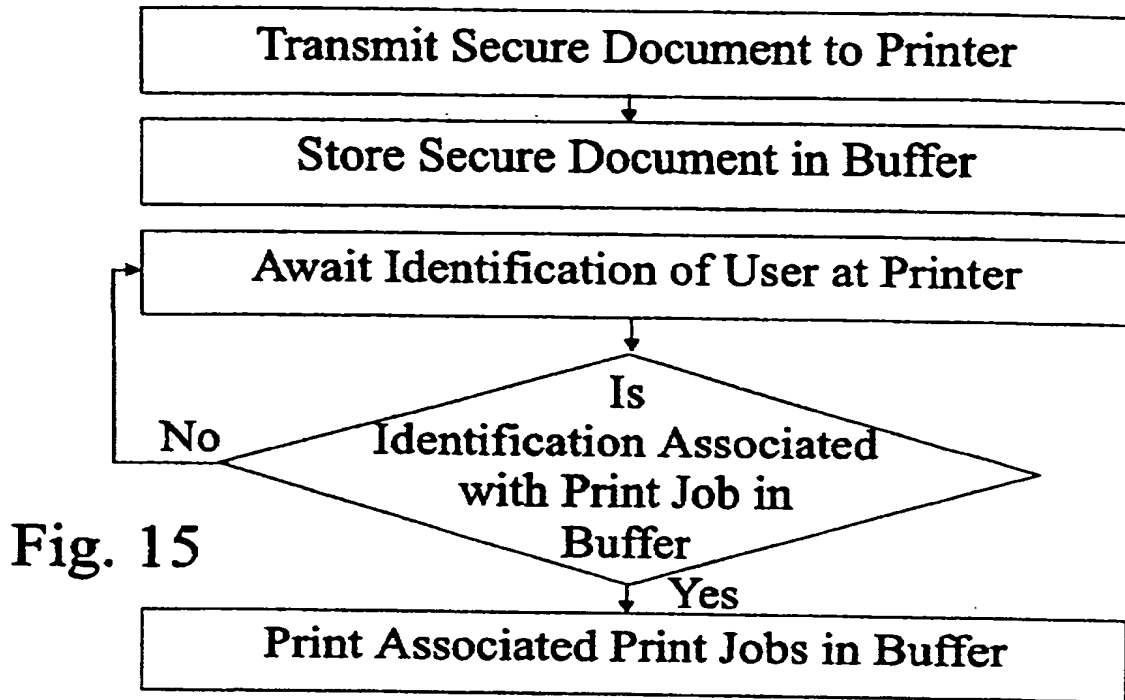 Transmit Secure Document to Printer
Store Secure Document in Buffer
Await Identification of User at Printer
Is
Identification Associated
with Print Job in
Buffer
No
Yes
Fig. 15
Print Associated Print Jobs in Buffer